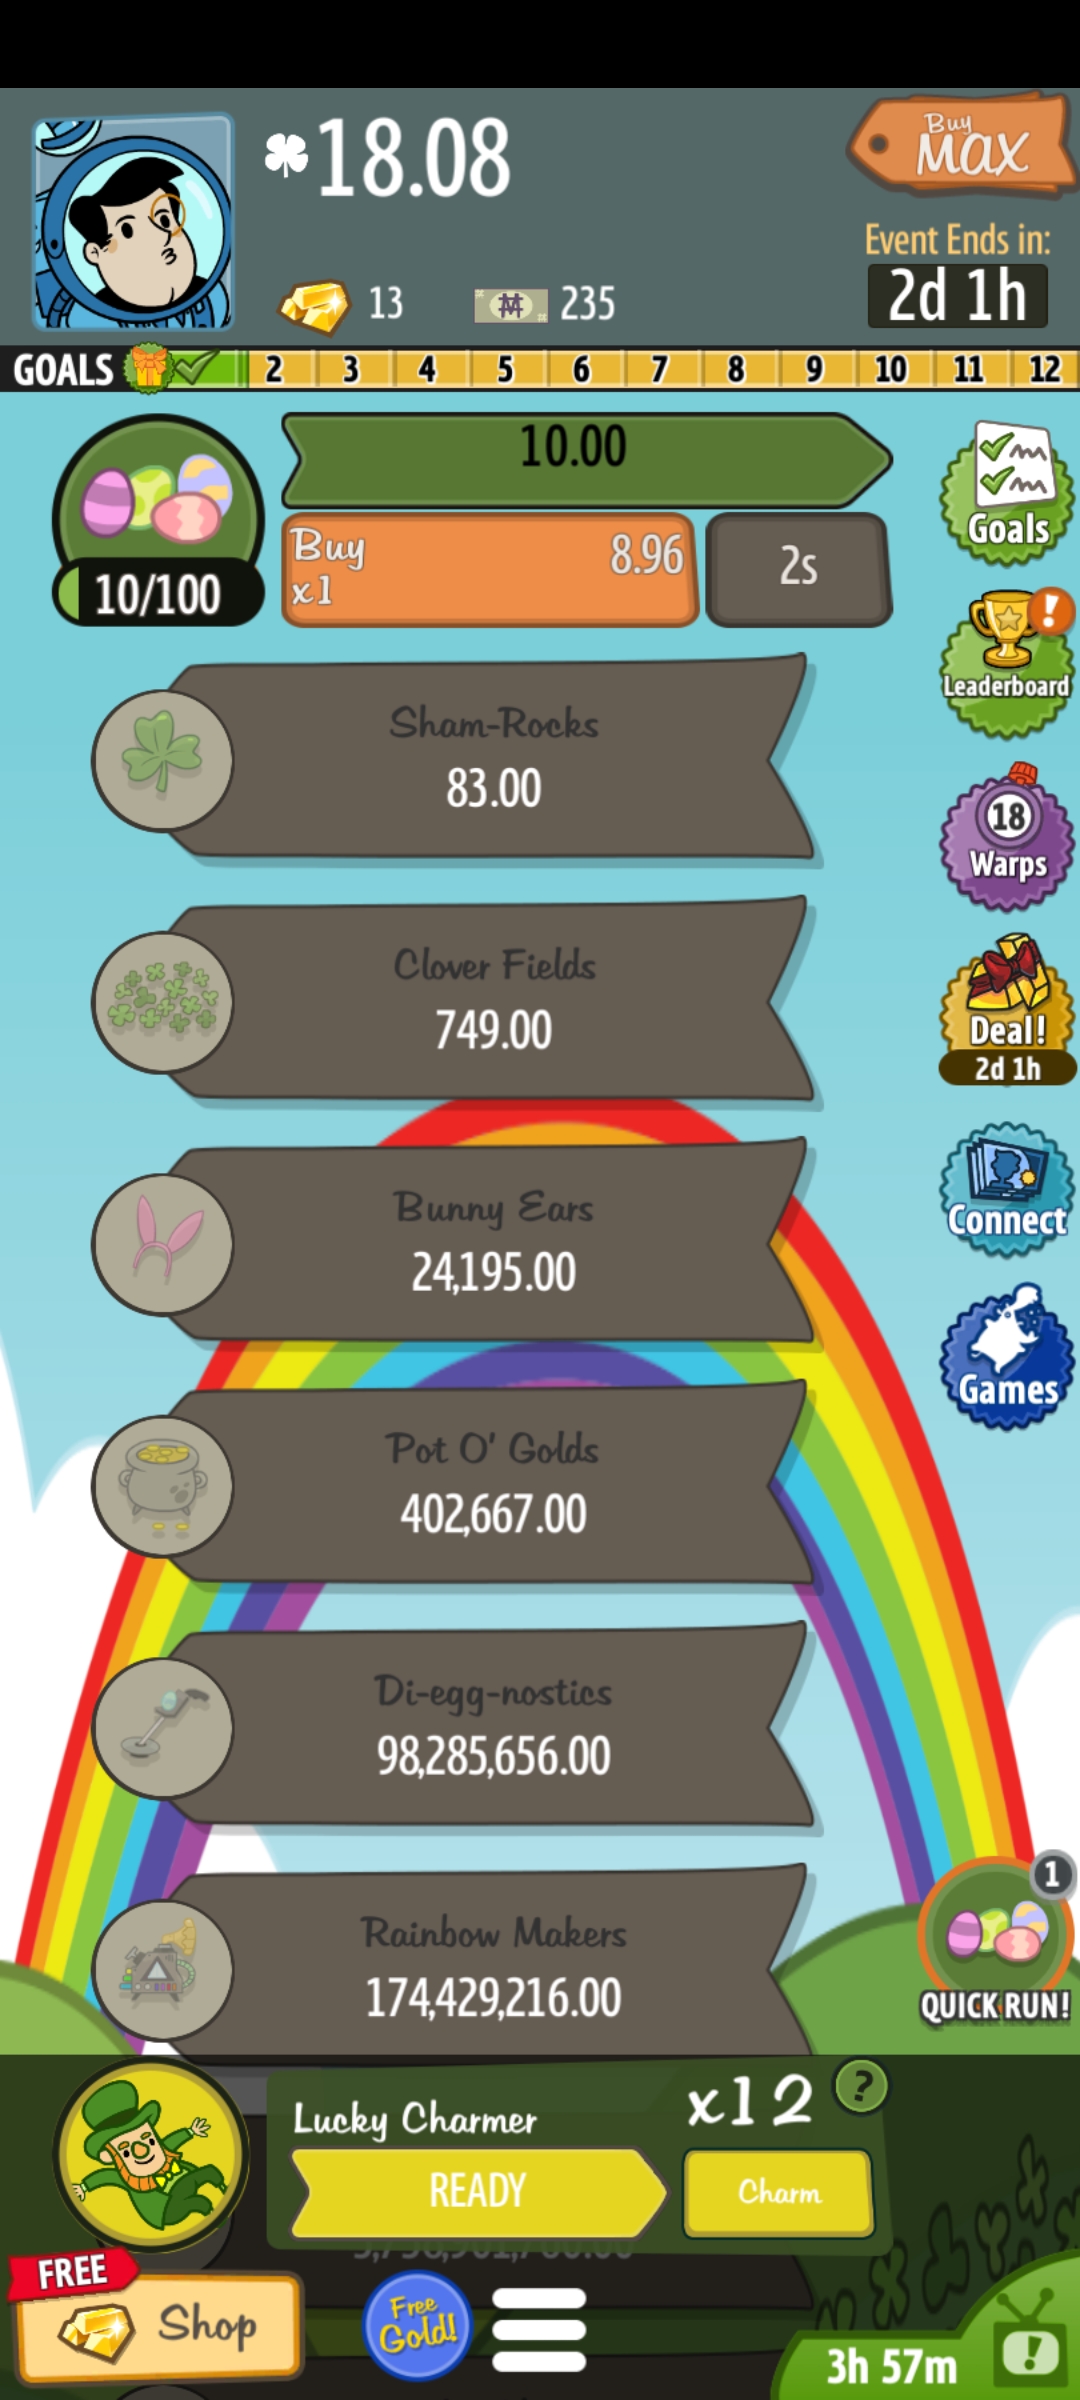 18.08
Buy
MAX
Event Ends in:
2d 1h
13
235
GOALS 2 3 4 5 6 7 8 9 10 11 12
10.00
10/100
Buy
x1
8.96
2s
Goals
Leaderboard
Sham-Rocks
83.00
18
Warps
Clover Fields
749.00
Deal!
2d 1h
Bunny Ears
24,195.00
Connect
Games
Pot O' Golds
402,667.00
Di-egg-nostics
98,285,656.00
Rainbow Makers
174,429,216.00
1
QUICK RUN!
Lucky Charmer
x12
?
READY
Charm
FREE
Shop
Free
Gold!
3h 57m
!